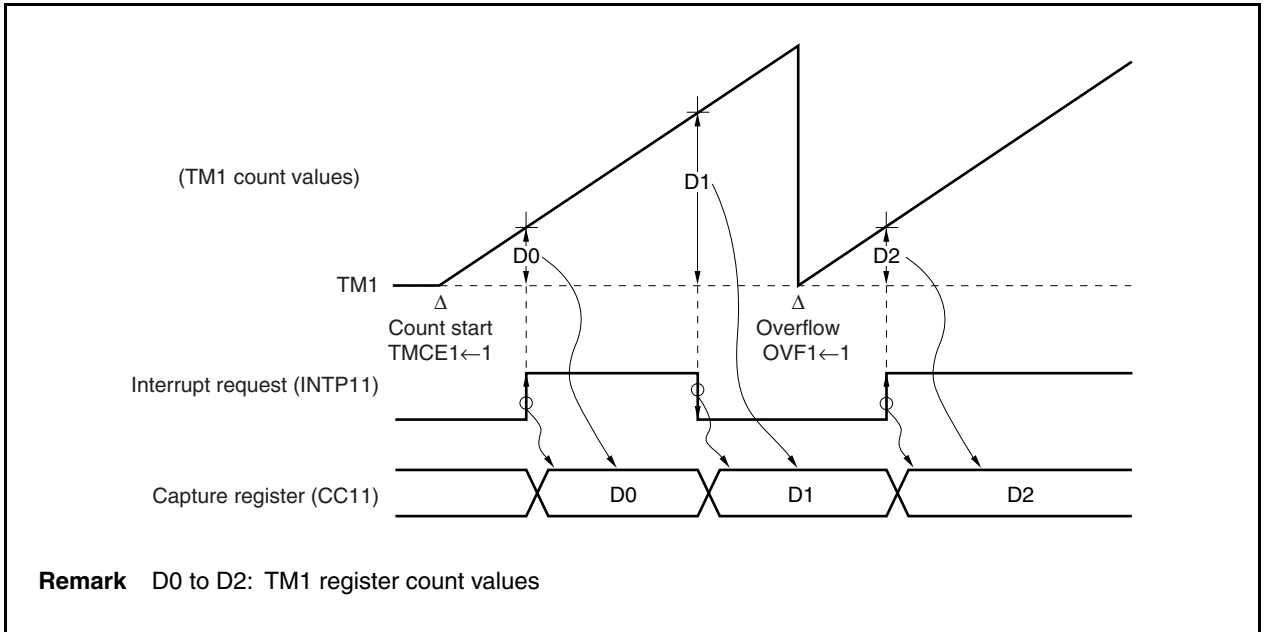 (TM1 count values)
D1
D0
D2
TM1
Δ
Δ
Count start
TMCE1←1
Overflow
OVF1←1
Interrupt request (INTP11)
Capture register (CC11)
D0
D1
D2
Remark D0 to D2: TM1 register count values